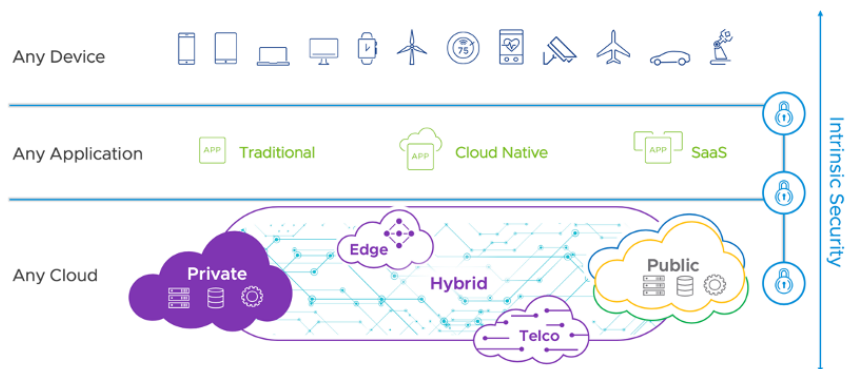 Any Device
75
Any Application
APP
Traditional
APP
Cloud Native
APP
SaaS
Any Cloud
Private
Edge
Hybrid
Telco
Public
Intrinsic Security